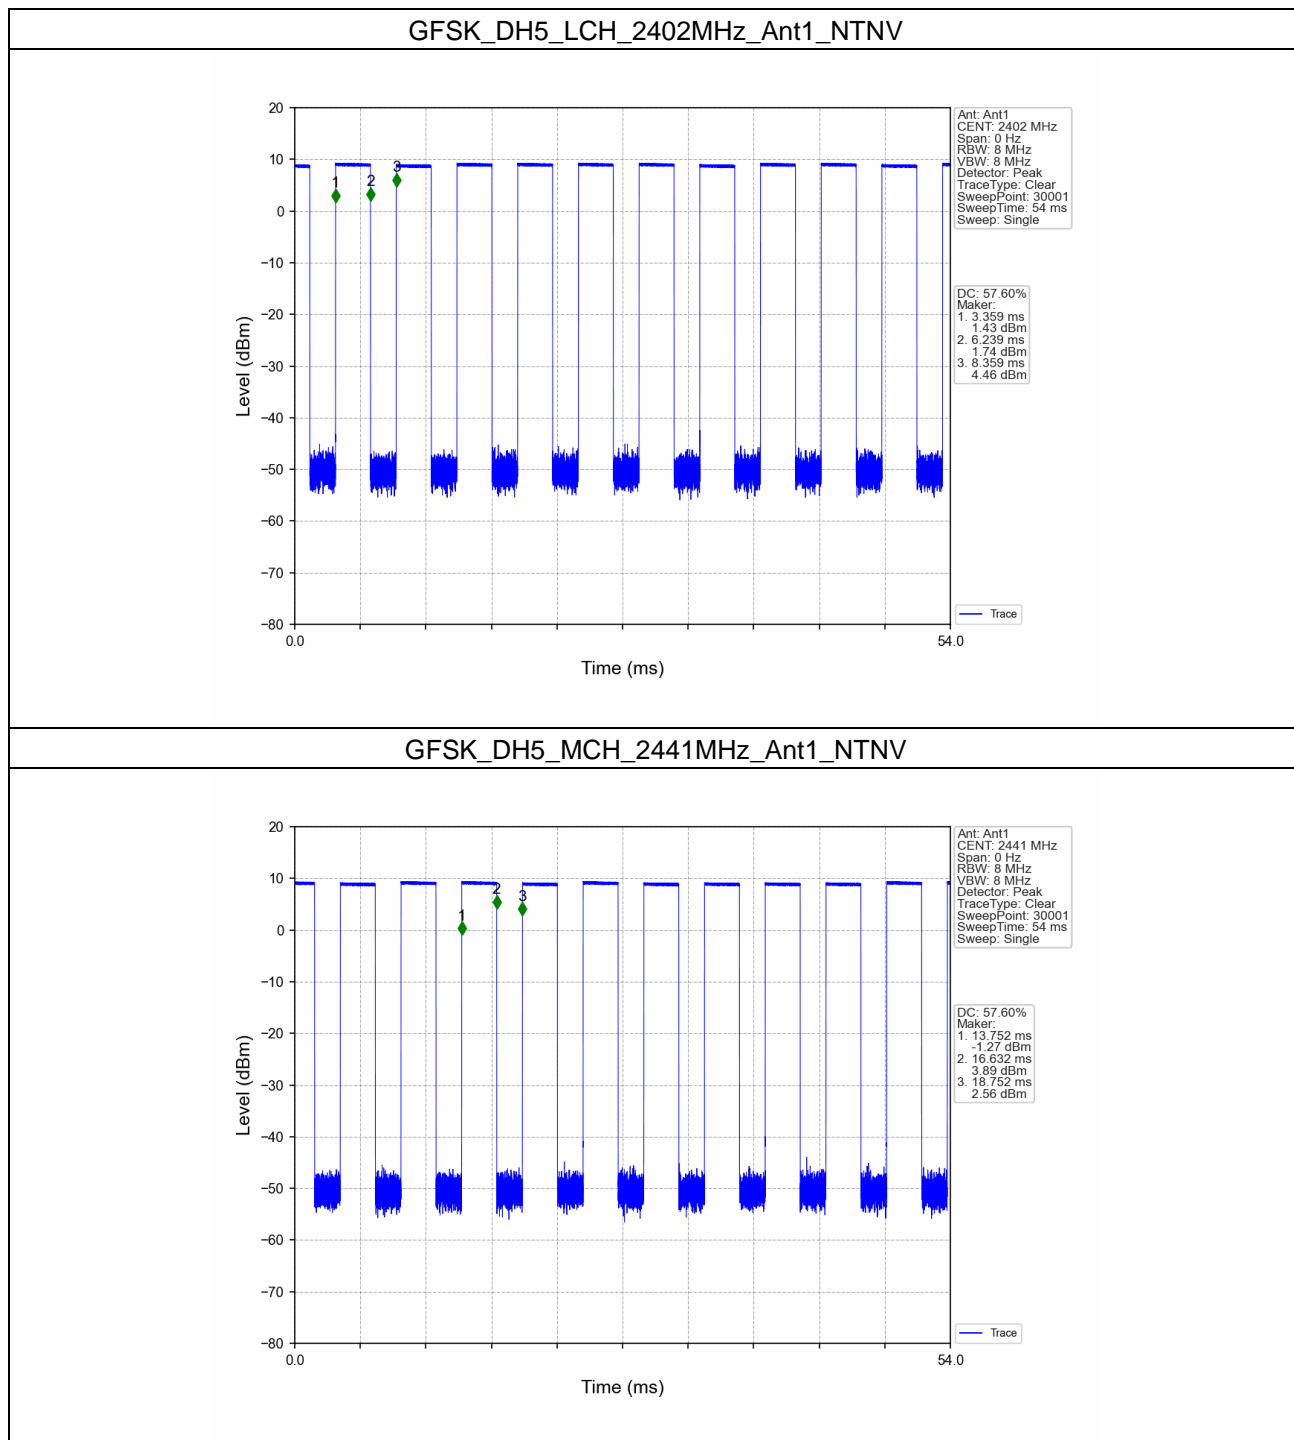 GFSK_DH5_LCH_2402MHz_Ant1_NTNV
20
10
0
−10
−20
−30
−40
−50
−60
−70
−80
Level (dBm)
1
2
3
0.0
54.0
Time (ms)
Ant: Ant1
CENT: 2402 MHz
Span: 0 Hz
RBW: 8 MHz
VBW: 8 MHz
Detector: Peak
TraceType: Clear
SweepPoint: 30001
SweepTime: 54 ms
Sweep: Single
DC: 57.60%
Maker:
1. 3.359 ms
1.43 dBm
2. 6.239 ms
1.74 dBm
3. 8.359 ms
4.46 dBm
Trace
GFSK_DH5_MCH_2441MHz_Ant1_NTNV
20
10
0
−10
−20
−30
−40
−50
−60
−70
−80
Level (dBm)
1
2
3
0.0
54.0
Time (ms)
Ant: Ant1
CENT: 2441 MHz
Span: 0 Hz
RBW: 8 MHz
VBW: 8 MHz
Detector: Peak
TraceType: Clear
SweepPoint: 30001
SweepTime: 54 ms
Sweep: Single
DC: 57.60%
Maker:
1. 13.752 ms
-1.27 dBm
2. 16.632 ms
3.89 dBm
3. 18.752 ms
2.56 dBm
Trace